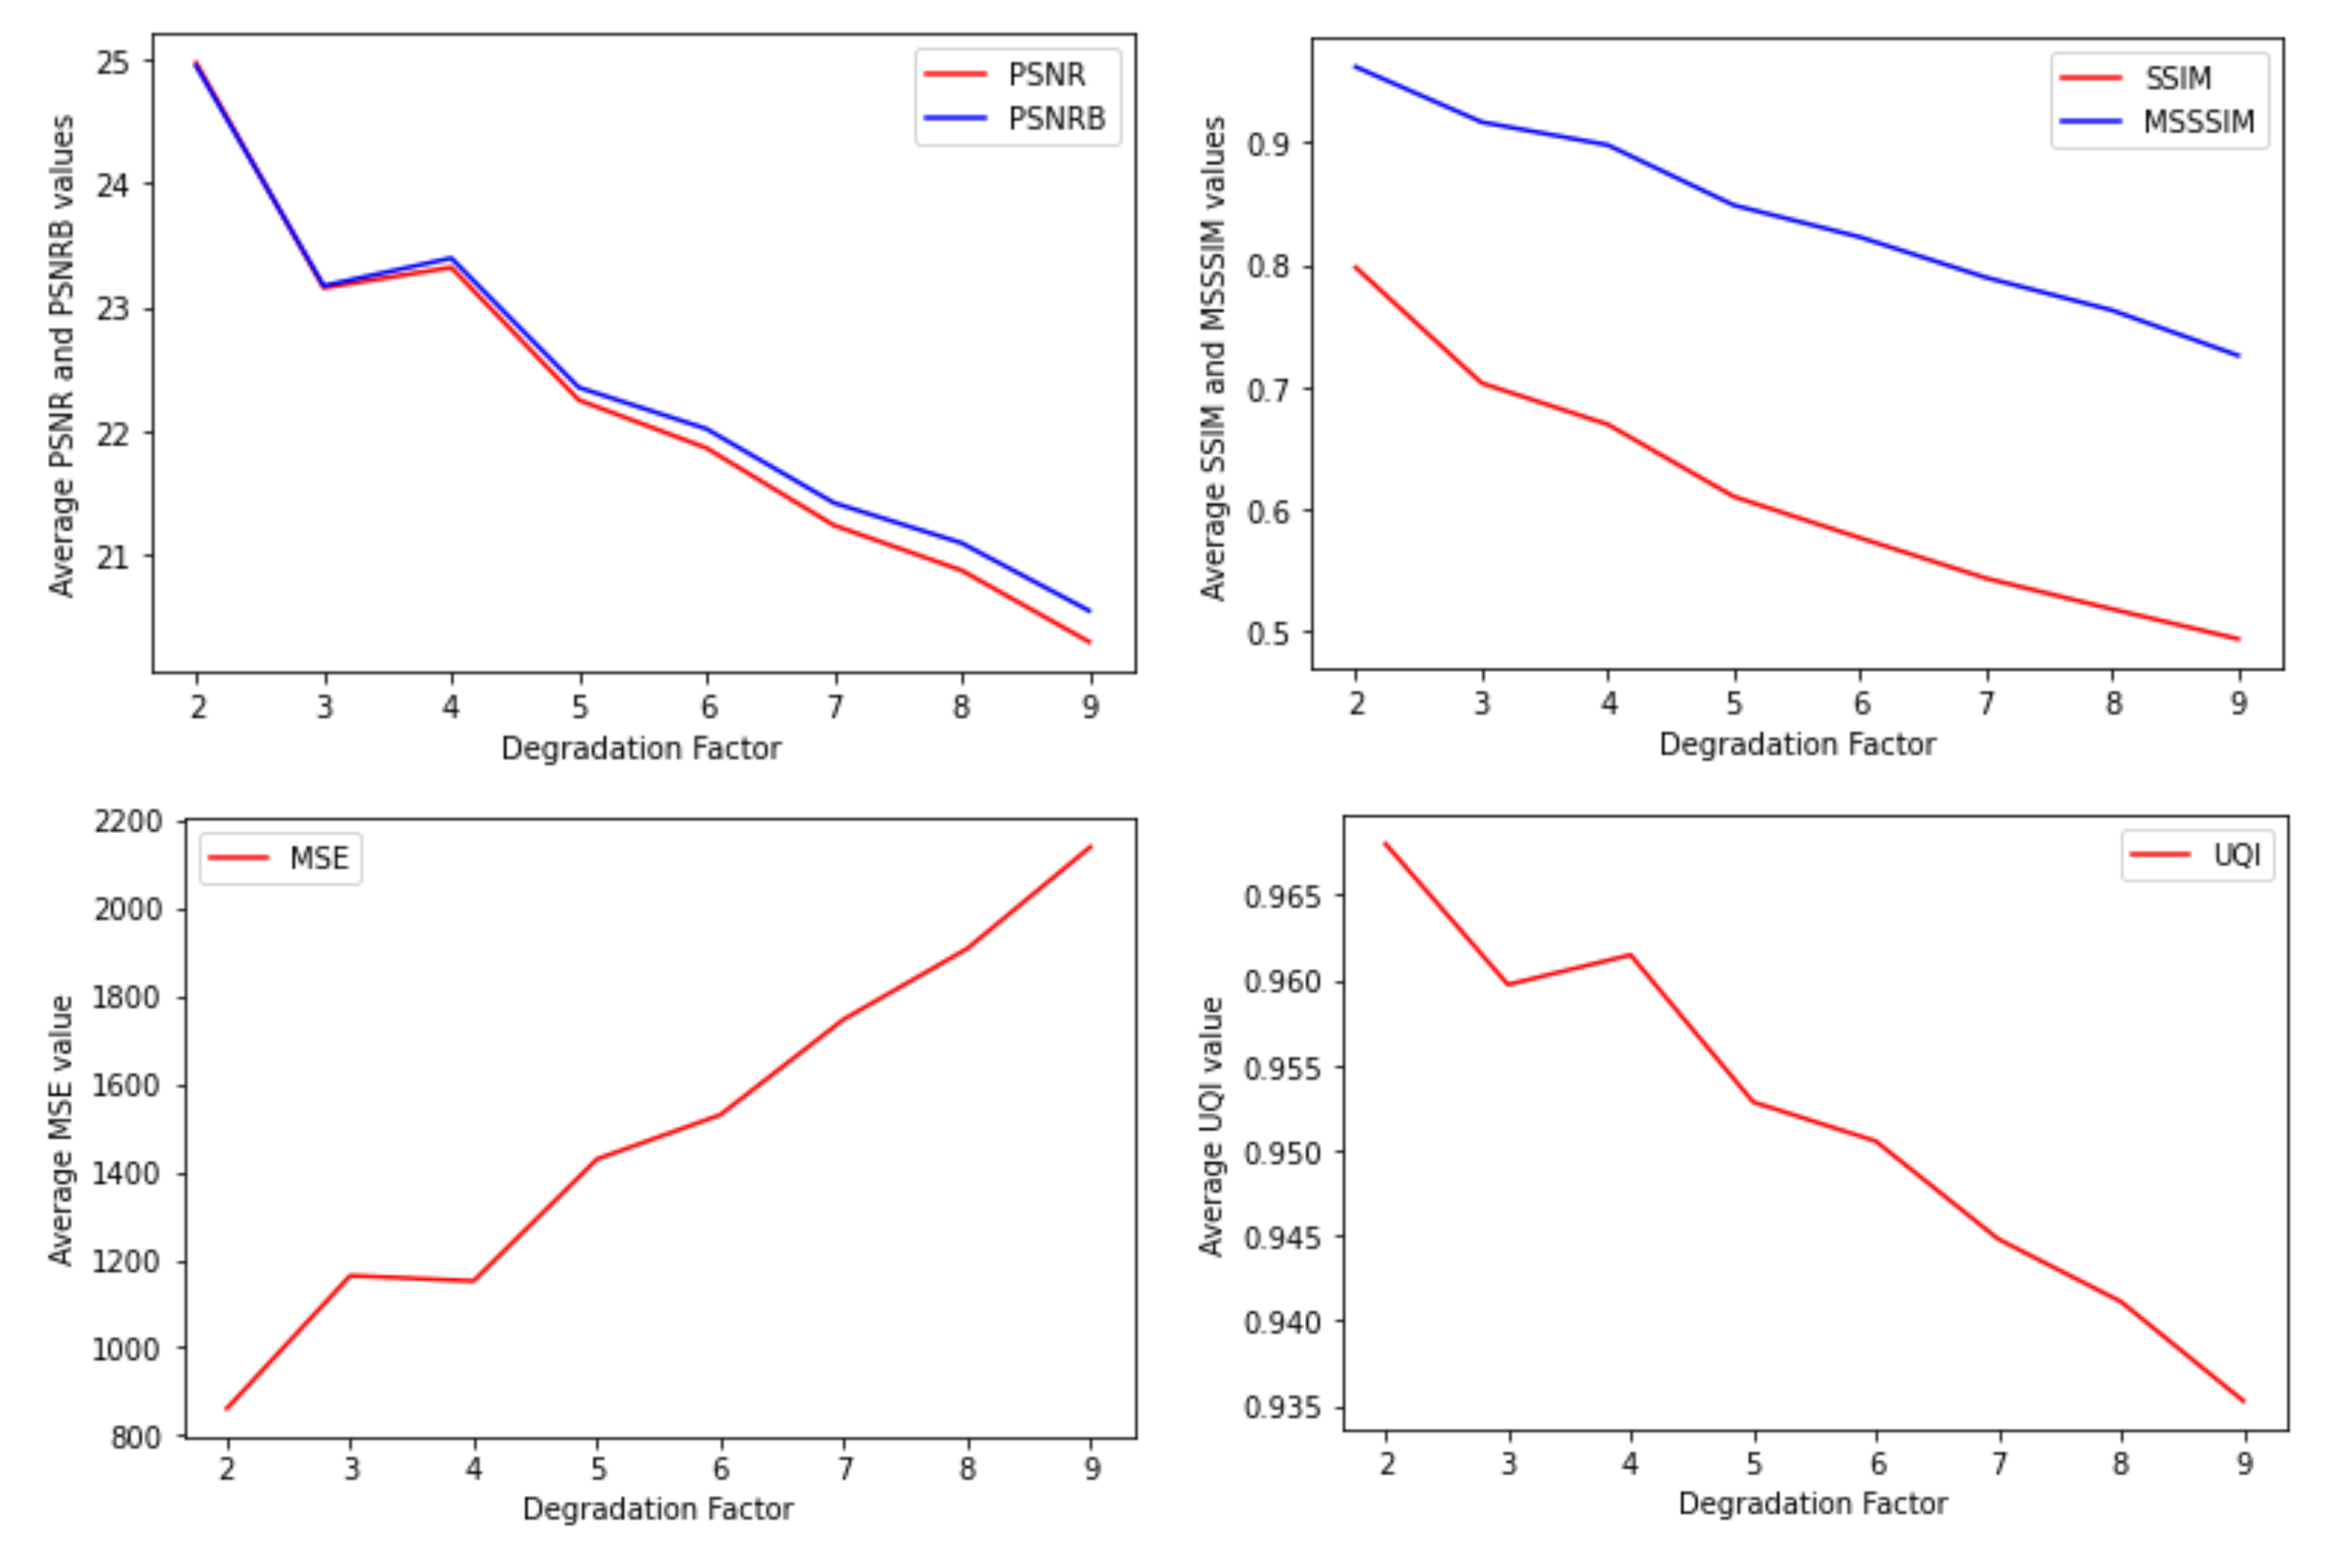 Average PSNR and PSNRB values
25
24
23
22
21
PSNR
PSNRB
2 3 4 5 6 7 8 9
Degradation Factor
Average SSIM and MSSSIM values
0.9
0.8
0.7
0.6
0.5
SSIM
MSSSIM
2 3 4 5 6 7 8 9
Degradation Factor
Average MSE value
2200
2000
1800
1600
1400
1200
1000
800
MSE
2 3 4 5 6 7 8 9
Degradation Factor
Average UQI value
0.965
0.960
0.955
0.950
0.945
0.940
0.935
UQI
2 3 4 5 6 7 8 9
Degradation Factor